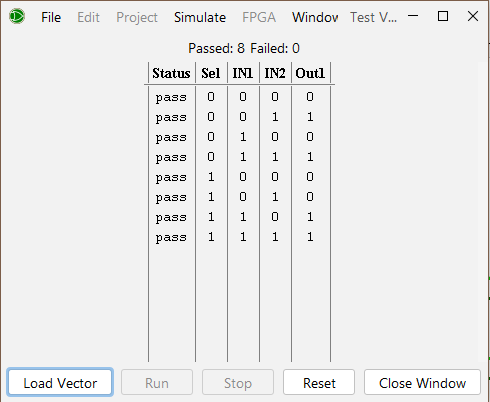 File Edit Project Simulate FPGA Window Test V...
Passed: 8 Failed: 0
Status Sel IN1 IN2 Out1
pass 0 0 0 0
pass 0 0 1 1
pass 0 1 0 0
pass 0 1 1 1
pass 1 0 0 0
pass 1 0 1 0
pass 1 1 0 1
pass 1 1 1 1
Load Vector Run Stop Reset Close Window